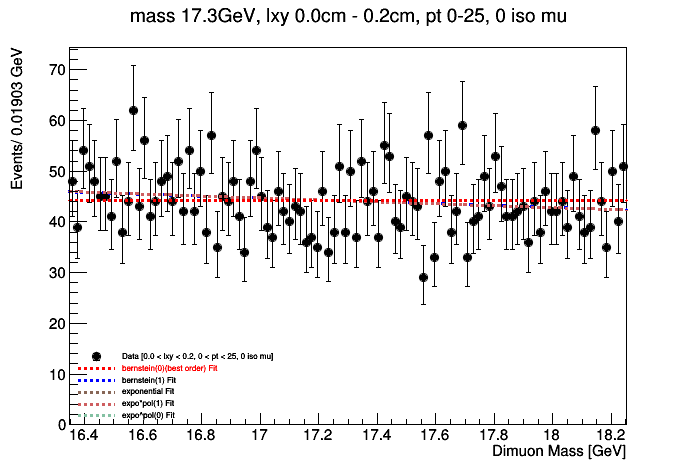 mass 17.3GeV, lxy 0.0cm - 0.2cm, pt 0-25, 0 iso mu
Events/ 0.01903 GeV
70
60
50
40
30
20
10
0
Data [0.0 < lxy < 0.2, 0 < pt < 25, 0 iso mu]
bernstein(0)(best order) Fit
bernstein(1) Fit
exponential Fit
expo*pol(1) Fit
expo*pol(0) Fit
16.4 16.6 16.8 17 17.2 17.4 17.6 17.8 18 18.2
Dimuon Mass [GeV]